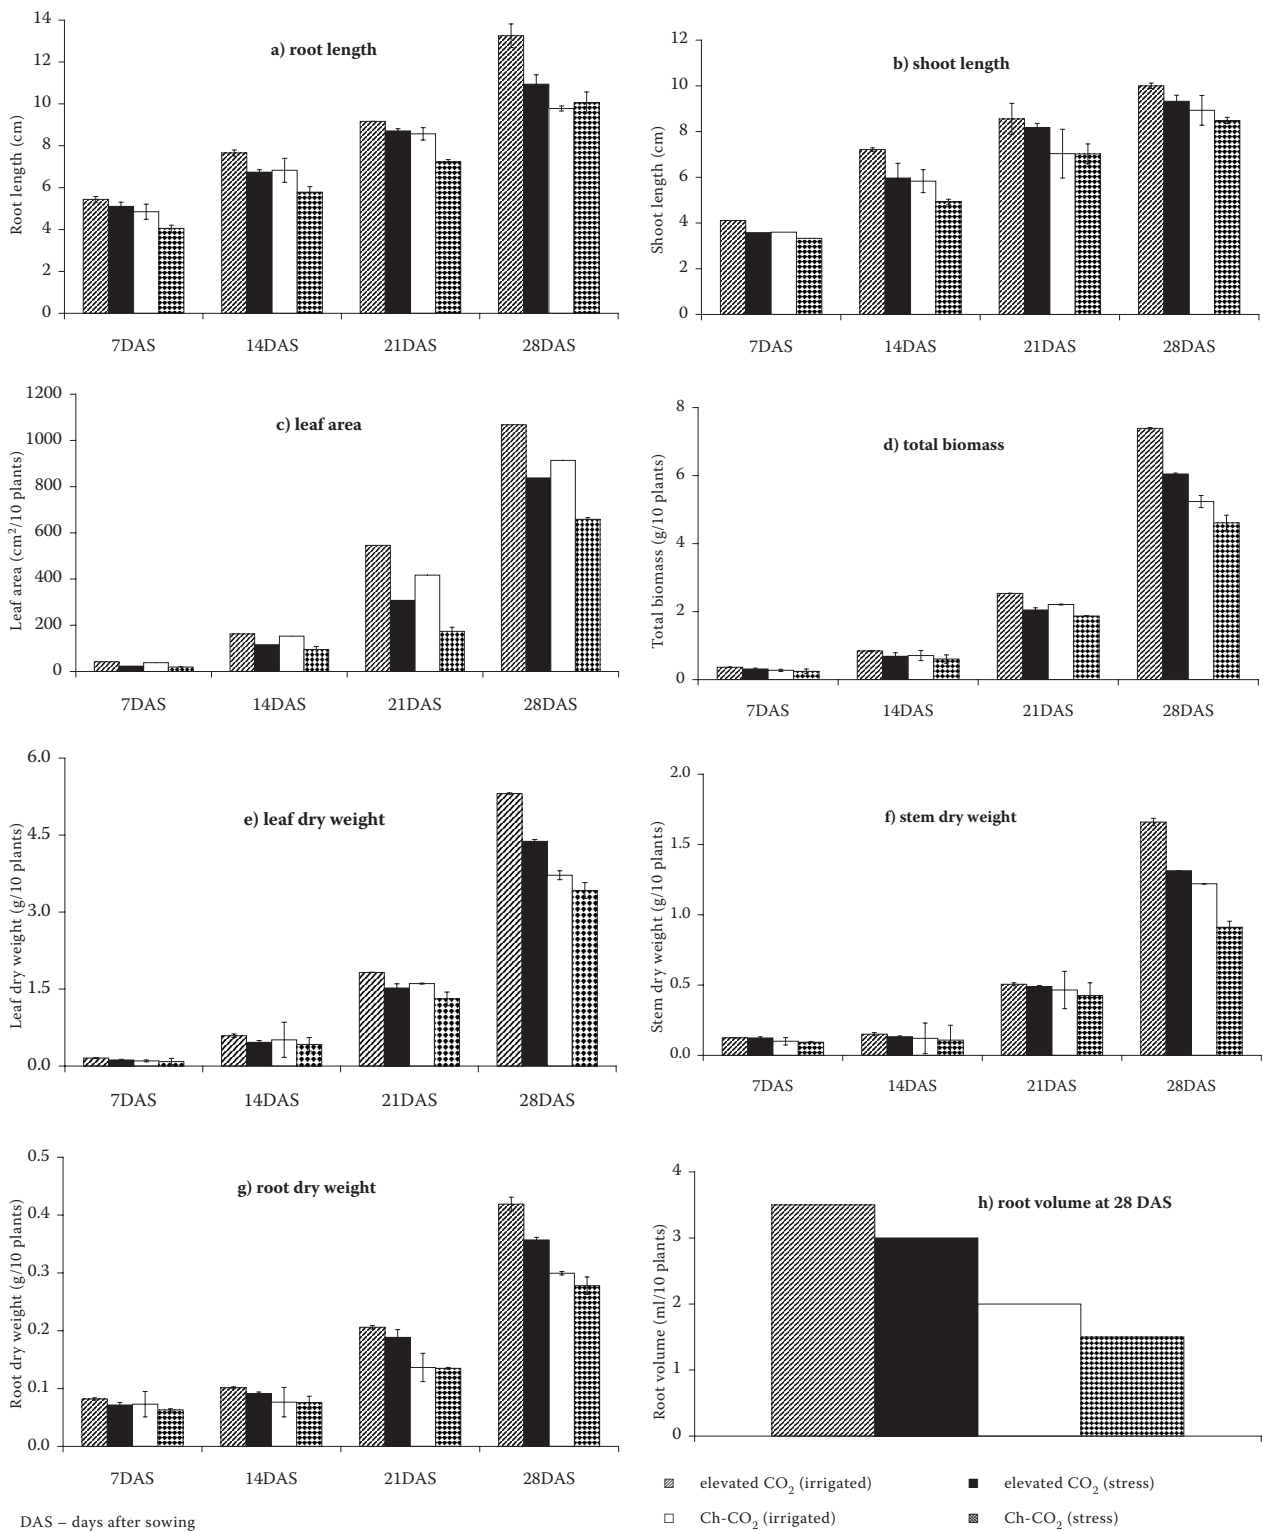 a) root length
Root length (cm)
14
12
10
8
6
4
2
0
7DAS 14DAS 21DAS 28DAS
b) shoot length
Shoot length (cm)
12
10
8
6
4
2
0
7DAS 14DAS 21DAS 28DAS
c) leaf area
Leaf area (cm²/10 plants)
1200
1000
800
600
400
200
0
7DAS 14DAS 21DAS 28DAS
d) total biomass
Total biomass (g/10 plants)
8
6
4
2
0
7DAS 14DAS 21DAS 28DAS
e) leaf dry weight
Leaf dry weight (g/10 plants)
6.0
4.5
3.0
1.5
0.0
7DAS 14DAS 21DAS 28DAS
f) stem dry weight
Stem dry weight (g/10 plants)
2.0
1.5
1.0
0.5
0.0
7DAS 14DAS 21DAS 28DAS
g) root dry weight
Root dry weight (g/10 plants)
0.5
0.4
0.3
0.2
0.1
0.0
7DAS 14DAS 21DAS 28DAS
h) root volume at 28 DAS
Root volume (ml/10 plants)
4
3
2
1
0
elevated CO₂ (irrigated) elevated CO₂ (stress)
Ch-CO₂ (irrigated) Ch-CO₂ (stress)
DAS – days after sowing